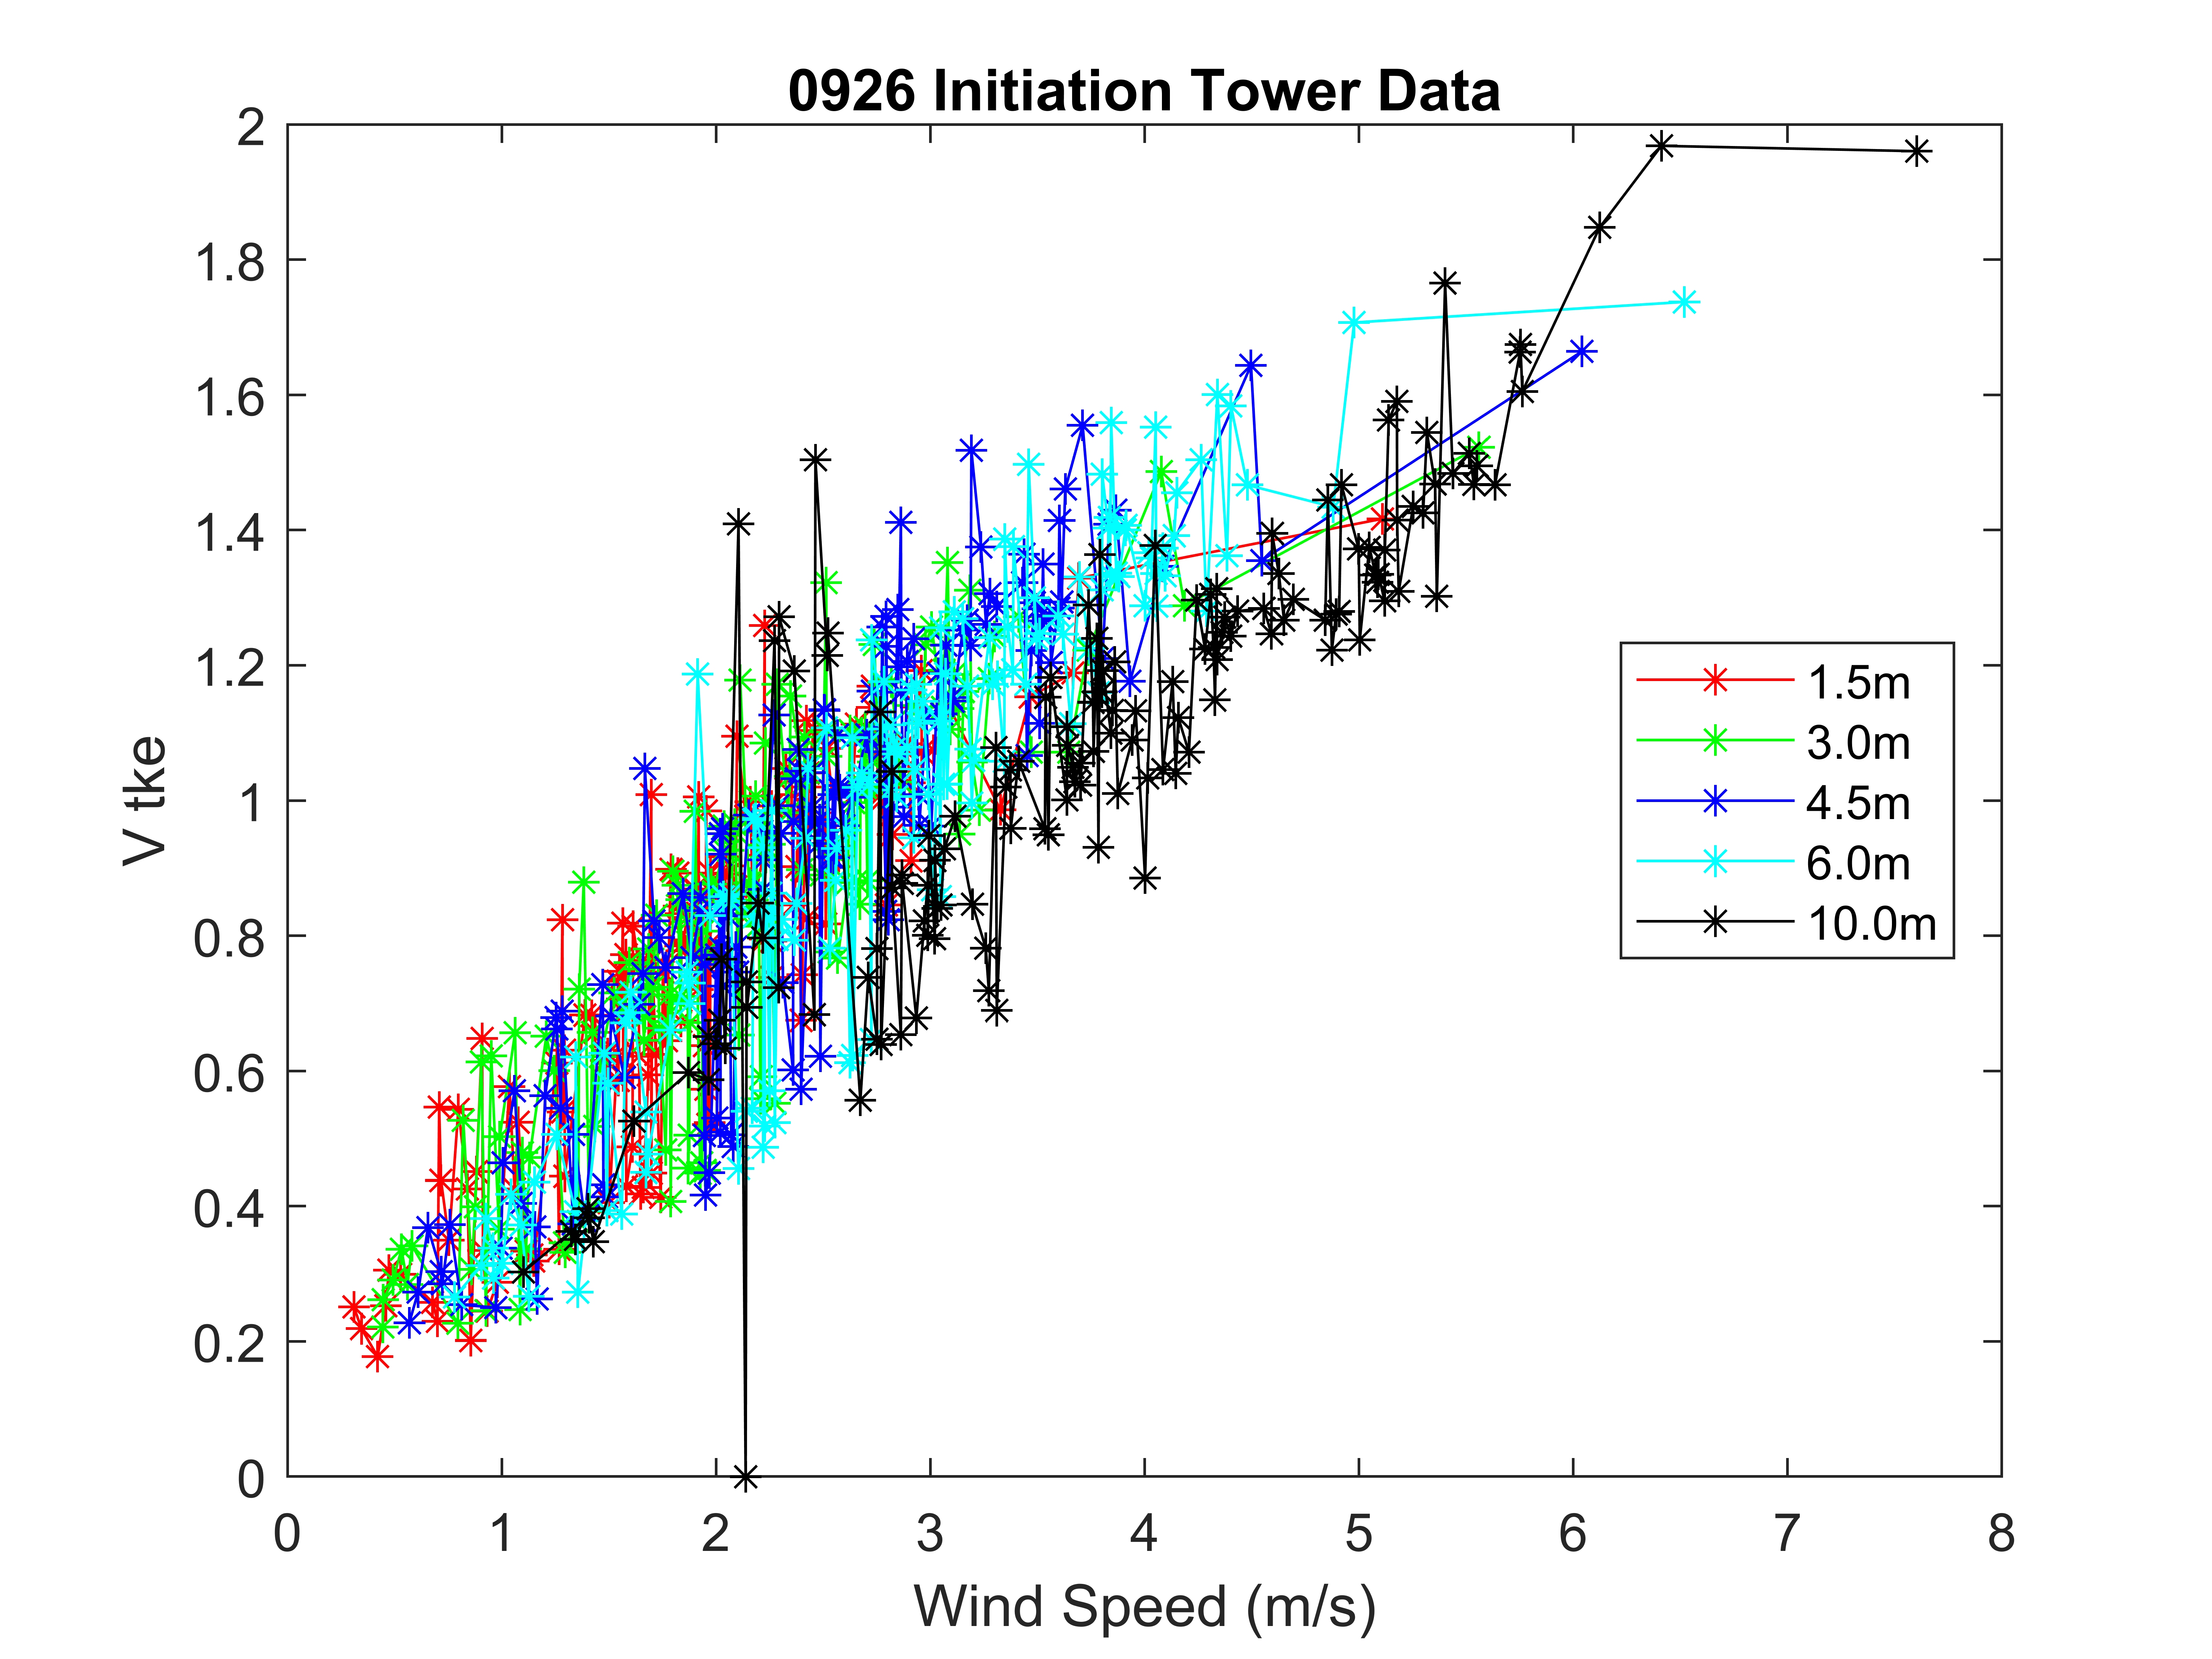 0926 Initiation Tower Data
2
1.8
1.6
1.4
1.2
1
0.8
0.6
0.4
0.2
0
V tke
1.5m
3.0m
4.5m
6.0m
10.0m
0 1 2 3 4 5 6 7 8
Wind Speed (m/s)